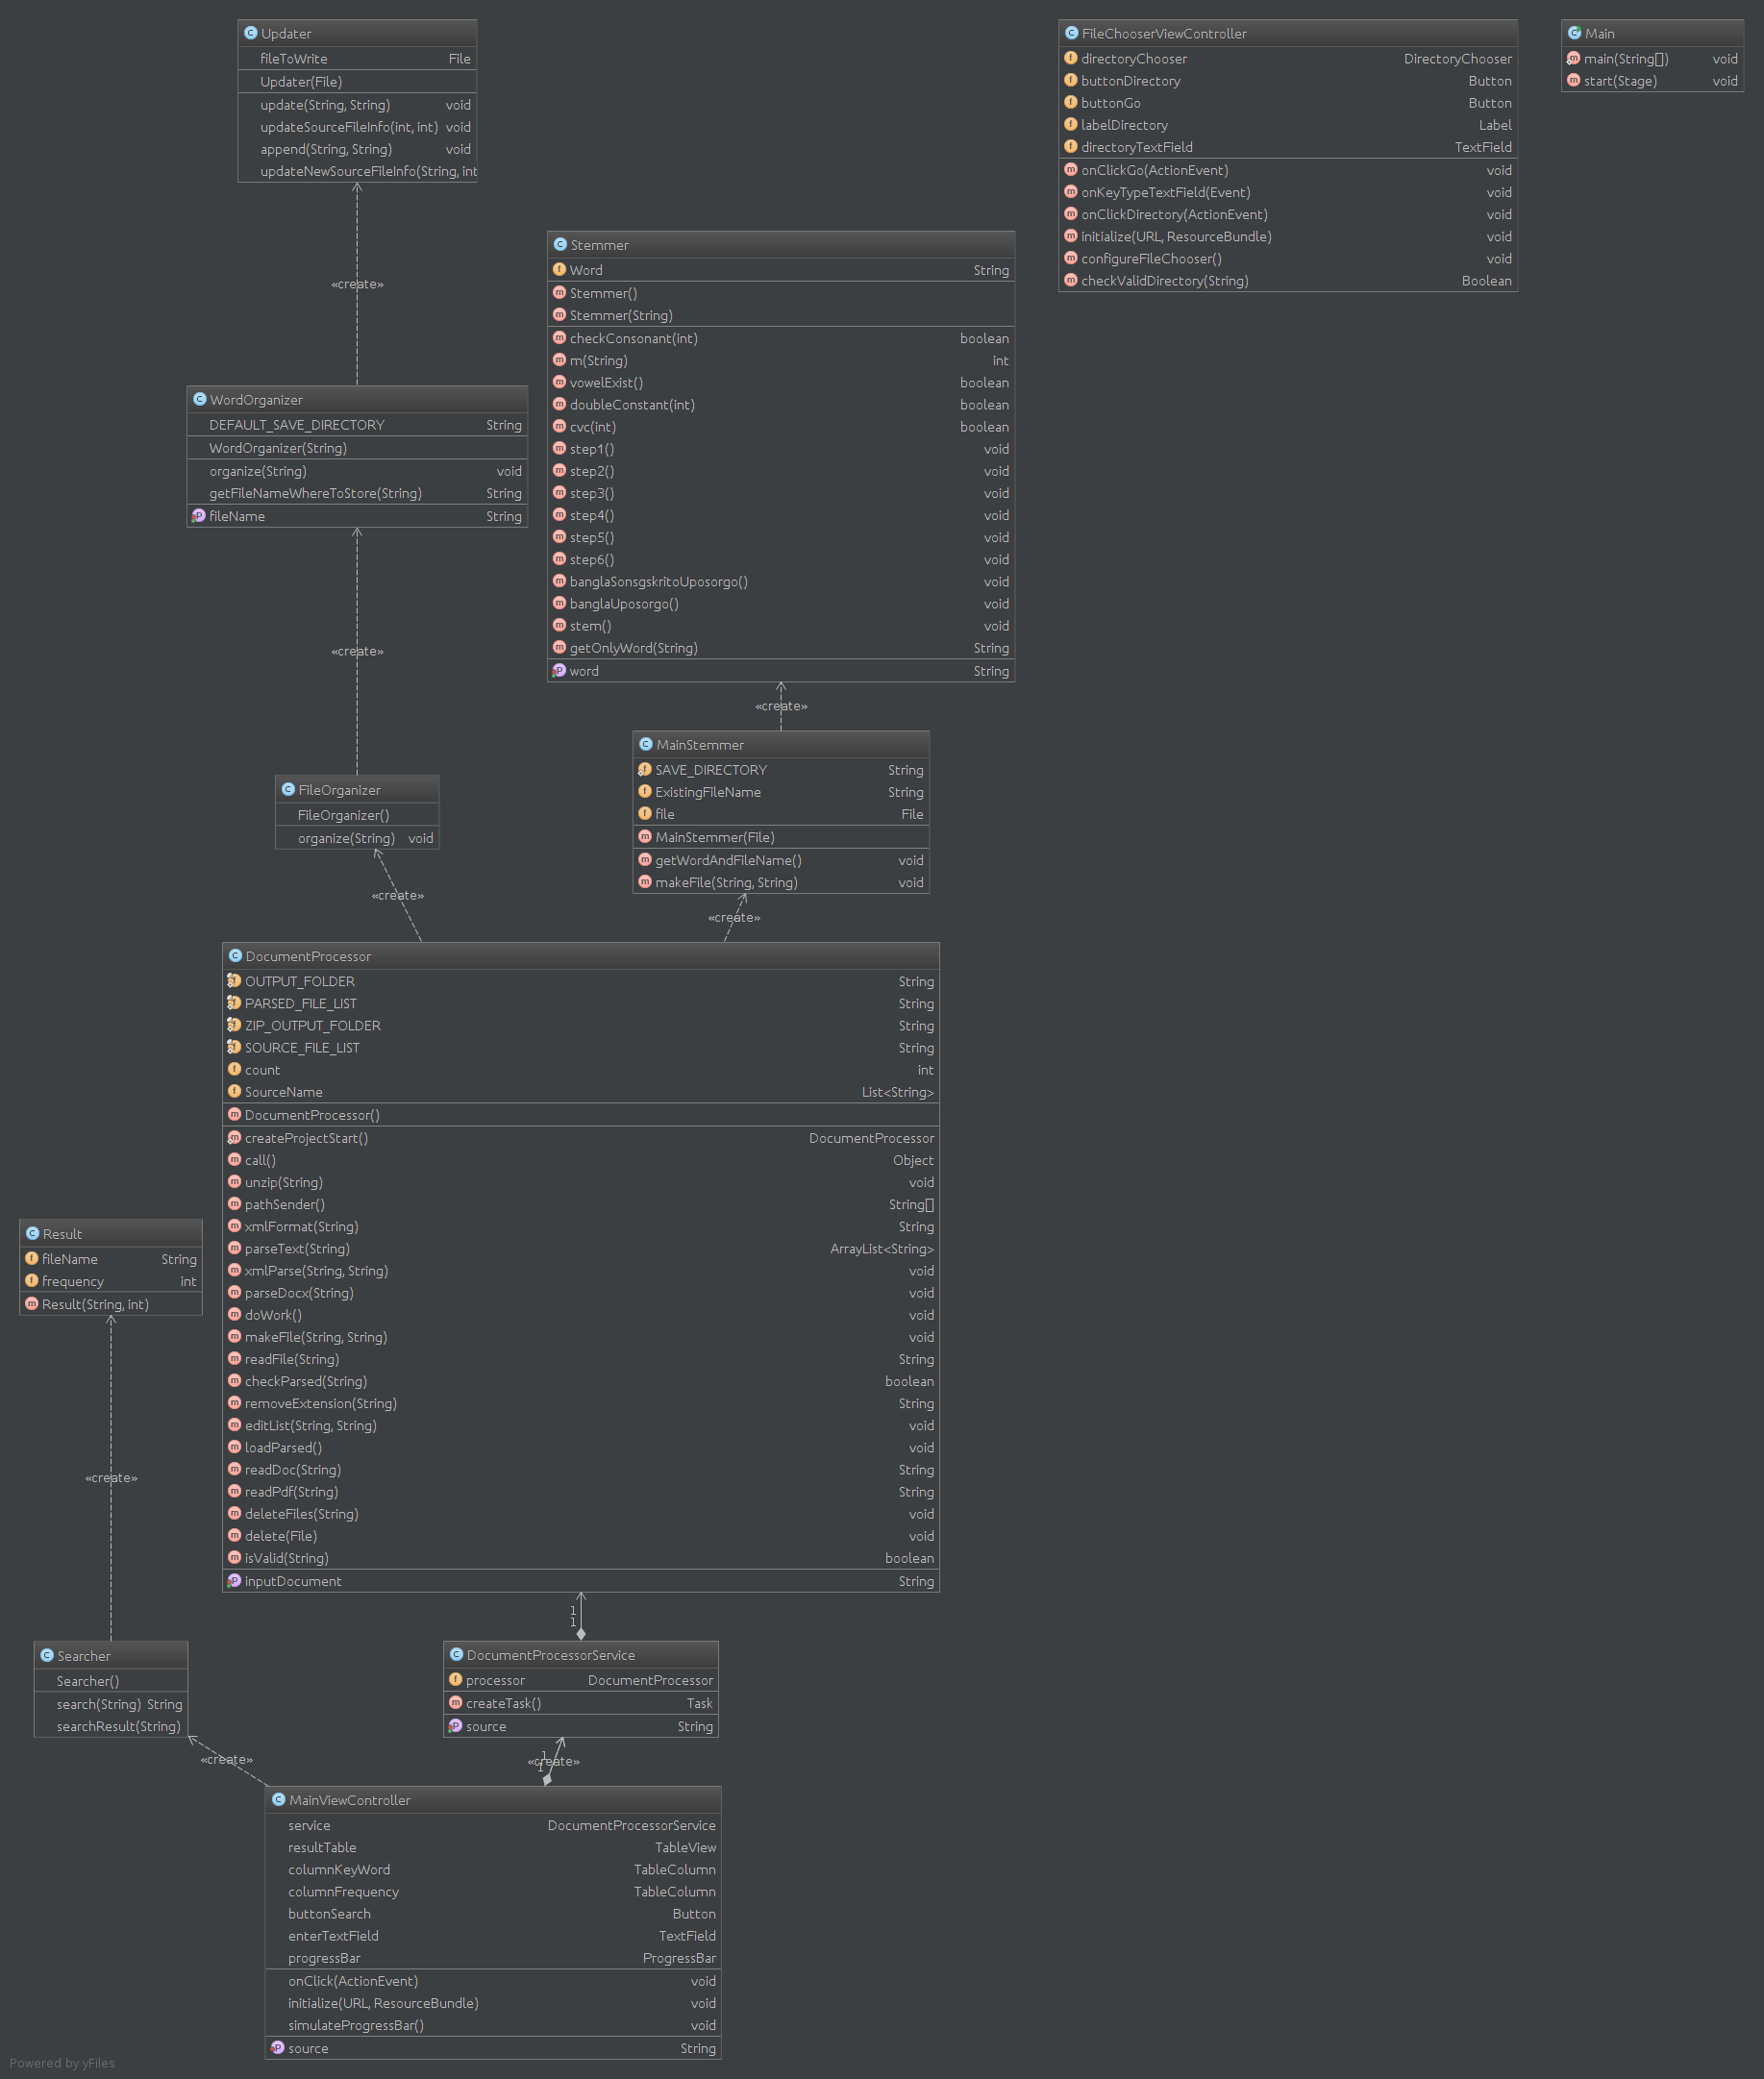 Updater
fileToWrite File
Updater(File)
update(String, String) void
updateSourceFileInfo(int, int) void
append(String, String) void
updateNewSourceFileInfo(String, int
«create»
WordOrganizer
DEFAULT_SAVE_DIRECTORY String
WordOrganizer(String)
organize(String) void
getFileNameWhereToStore(String) String
P fileName String
«create»
FileOrganizer
FileOrganizer()
organize(String) void
«create»
C Stemmer
f Word String
m Stemmer()
m Stemmer(String)
m checkConsonant(int) boolean
m m(String) int
m vowelExist() boolean
m doubleConstant(int) boolean
m cvc(int) boolean
m step1() void
m step2() void
m step3() void
m step4() void
m step5() void
m step6() void
m banglaSonsgskritoUposorgo() void
m banglaUposorgo() void
m stem() void
m getOnlyWord(String) String
P word String
«create»
C MainStemmer
f SAVE_DIRECTORY String
f ExistingFileName String
f file File
m MainStemmer(File)
m getWordAndFileName() void
m makeFile(String, String) void
«create»
C FileChooserViewController
f directoryChooser DirectoryChooser
f buttonDirectory Button
f buttonGo Button
f labelDirectory Label
f directoryTextField TextField
m onClickGo(ActionEvent) void
m onKeyTypeTextField(Event) void
m onClickDirectory(ActionEvent) void
m initialize(URL, ResourceBundle) void
m configureFileChooser() void
m checkValidDirectory(String) Boolean
C Main
m main(String[]) void
m start(Stage) void
C DocumentProcessor
f OUTPUT_FOLDER String
f PARSED_FILE_LIST String
f ZIP_OUTPUT_FOLDER String
f SOURCE_FILE_LIST String
f count int
f SourceName List<String>
m DocumentProcessor()
m createProjectStart() DocumentProcessor
m call() Object
m unzip(String) void
m pathSender() String[]
m xmlFormat(String) String
m parseText(String) ArrayList<String>
m xmlParse(String, String) void
m parseDocx(String) void
m doWork() void
m makeFile(String, String) void
m readFile(String) String
m checkParsed(String) boolean
m removeExtension(String) String
m editList(String, String) void
m loadParsed() void
m readDoc(String) String
m readPdf(String) String
m deleteFiles(String) void
m delete(File) void
m isValid(String) boolean
P inputDocument String
1
1
C Result
f fileName String
f frequency int
m Result(String, int)
«create»
C Searcher
Searcher()
search(String) String
searchResult(String)
«create»
C DocumentProcessorService
f processor DocumentProcessor
m createTask() Task
P source String
1
«create»
1
C MainViewController
service DocumentProcessorService
resultTable TableView
columnKeyWord TableColumn
columnFrequency TableColumn
buttonSearch Button
enterTextField TextField
progressBar ProgressBar
onClick(ActionEvent) void
initialize(URL, ResourceBundle) void
simulateProgressBar() void
P source String
Powered by yFiles